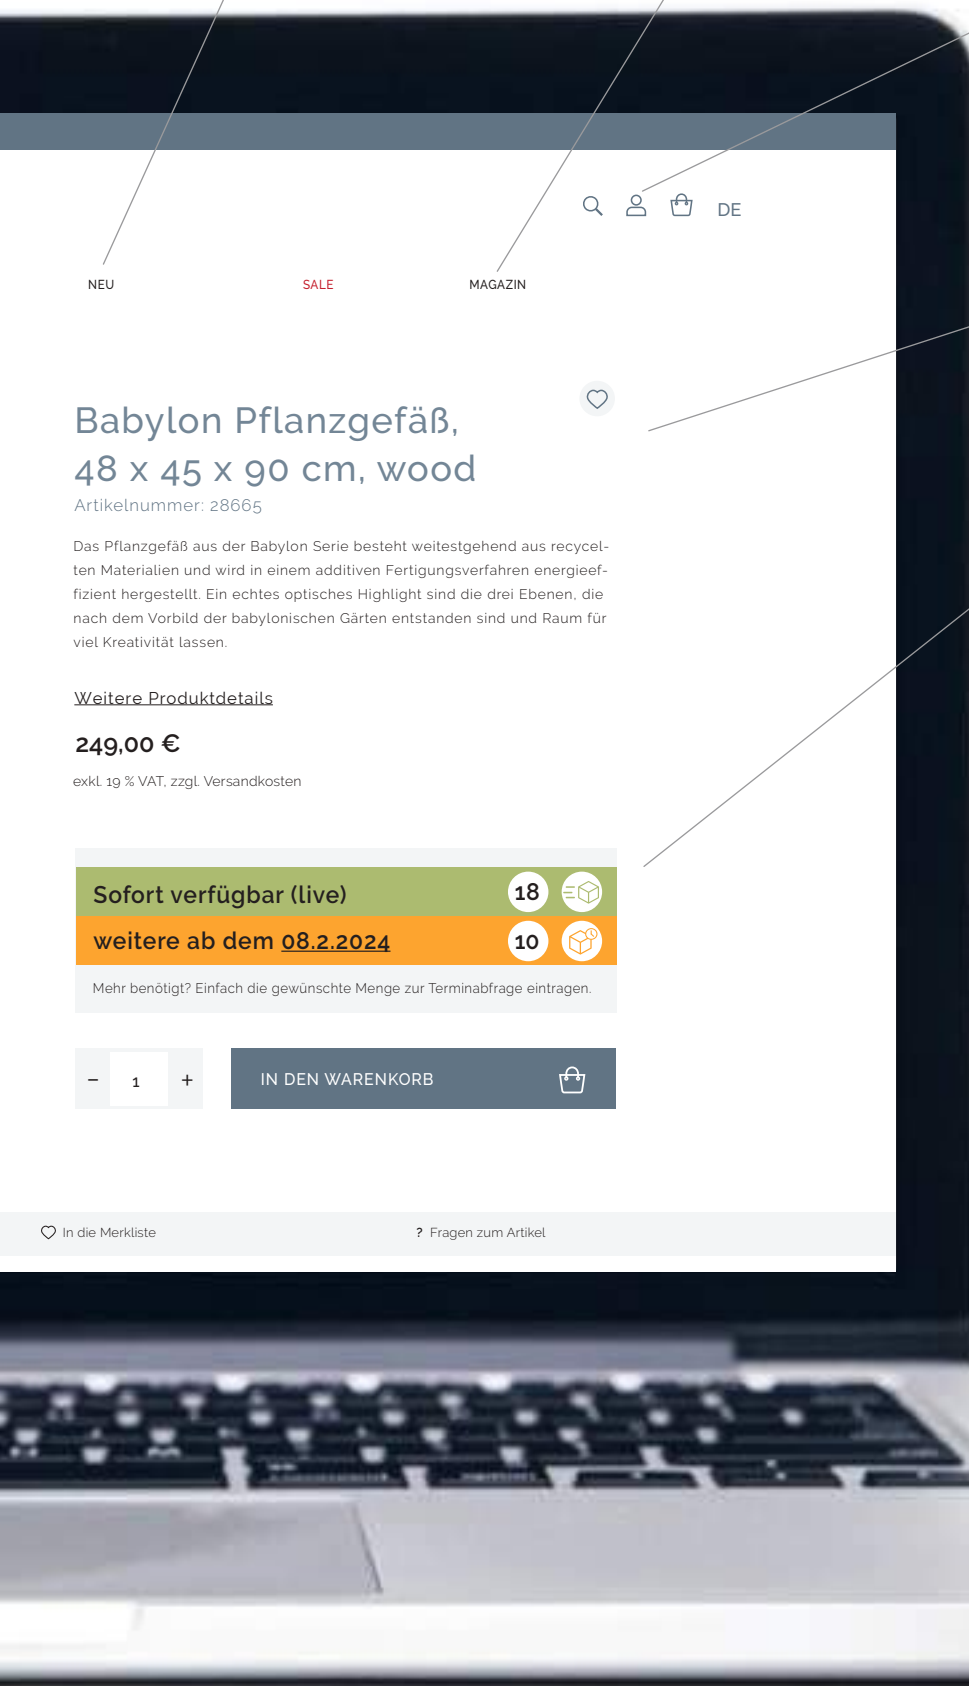 DE
NEU
SALE
MAGAZIN
Babylon Pflanzgefäß,
48 x 45 x 90 cm, wood
Artikelnummer: 28665
Das Pflanzgefäß aus der Babylon Serie besteht weitestgehend aus recycel-
ten Materialien und wird in einem additiven Fertigungsverfahren energieef-
fizient hergestellt. Ein echtes optisches Highlight sind die drei Ebenen, die
nach dem Vorbild der babylonischen Gärten entstanden sind und Raum für
viel Kreativität lassen.
Weitere Produktdetails
249,00 €
exkl. 19 % VAT, zzgl. Versandkosten
Sofort verfügbar (live) 18
weitere ab dem 08.2.2024 10
Mehr benötigt? Einfach die gewünschte Menge zur Terminabfrage eintragen.
− 1 +
IN DEN WARENKORB
In die Merkliste
? Fragen zum Artikel